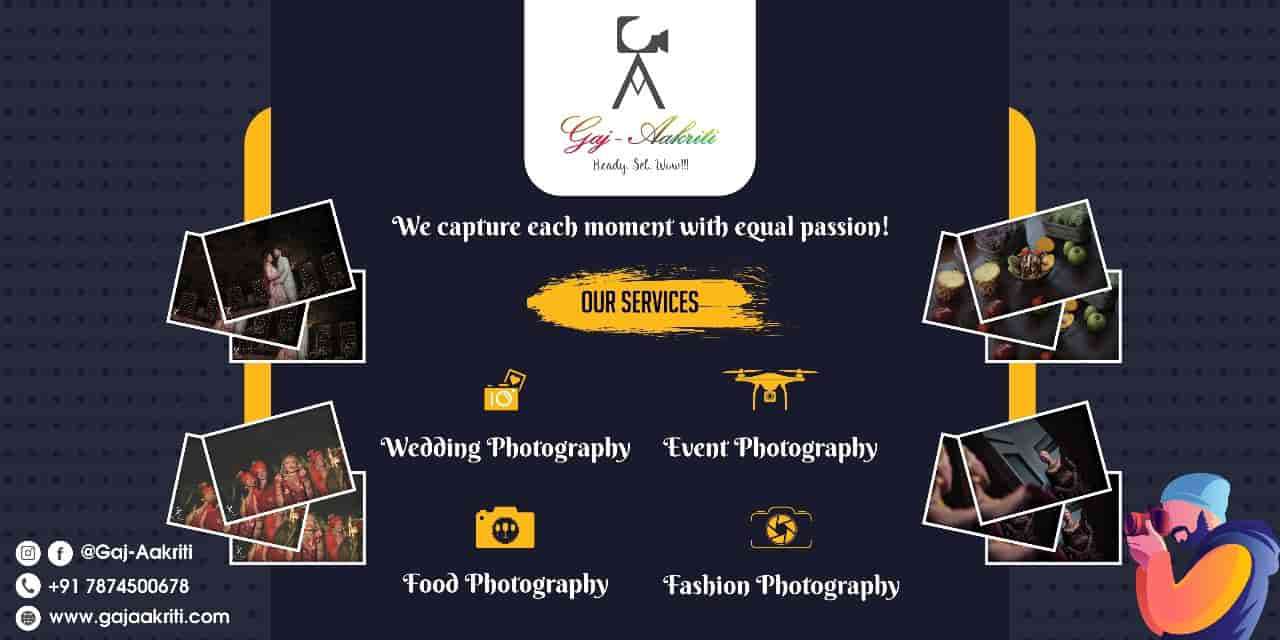 Gaj-Aakriti
Ready. Set. Wow!!!
We capture each moment with equal passion!
OUR SERVICES
Wedding Photography
Event Photography
Food Photography
Fashion Photography
@Gaj-Aakriti
+91 7874500678
www.gajaakriti.com